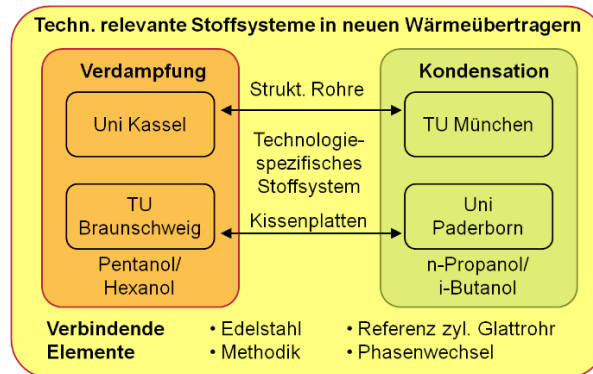 Techn. relevante Stoffsysteme in neuen Wärmeübertragern
Verdampfung
Uni Kassel
TU
Braunschweig
Pentanol/
Hexanol
Strukt. Rohre
Technologie-
spezifisches
Stoffsystem
Kissenplatten
Kondensation
TU München
Uni
Paderborn
n-Propanol/
i-Butanol
Verbindende
Elemente
• Edelstahl
• Methodik
• Referenz zyl. Glattrohr
• Phasenwechsel